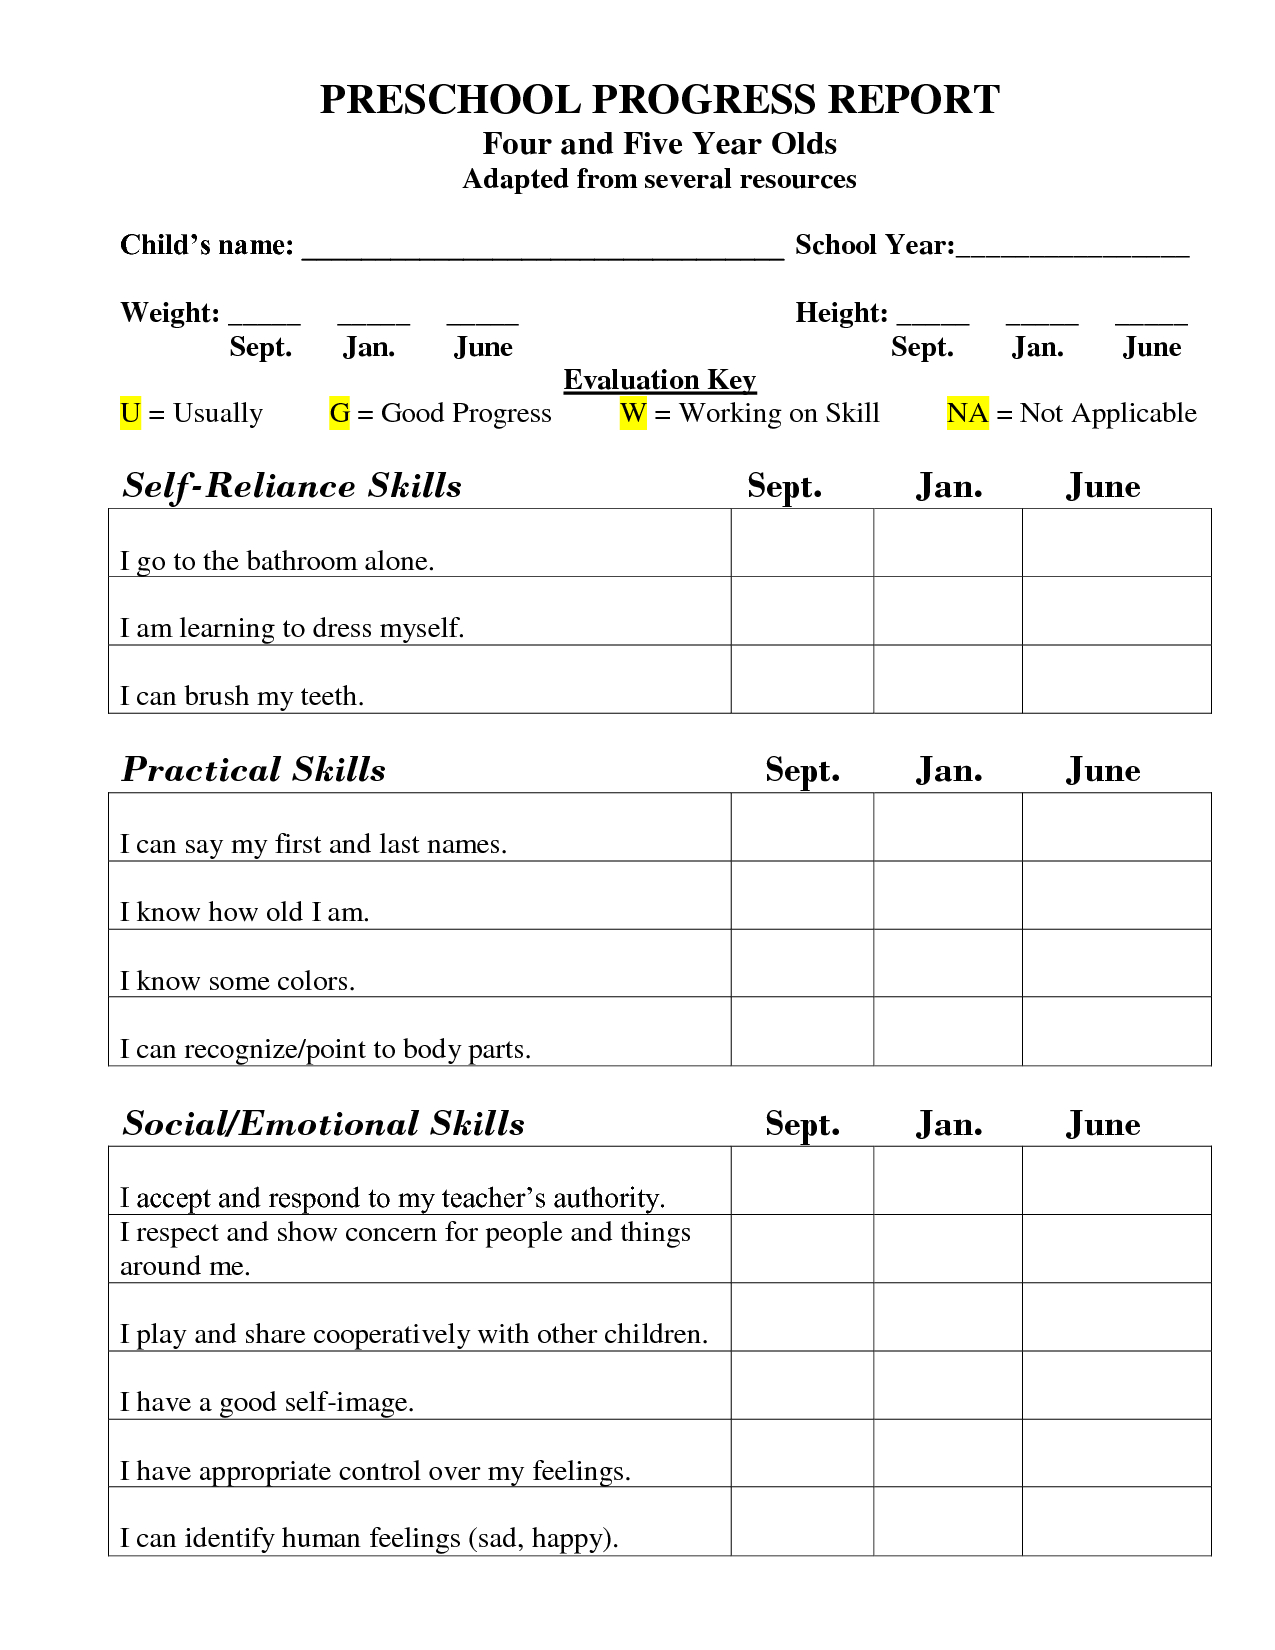 PRESCHOOL PROGRESS REPORT
Four and Five Year Olds
Adapted from several resources
Child’s name: _________________________________ School Year:________________
Weight: _____ _____ _____ Height: _____ _____ _____
Sept. Jan. June Sept. Jan. June
Evaluation Key
U = Usually G = Good Progress W = Working on Skill NA = Not Applicable
Self-Reliance Skills Sept. Jan. June
I go to the bathroom alone.
I am learning to dress myself.
I can brush my teeth.
Practical Skills Sept. Jan. June
I can say my first and last names.
I know how old I am.
I know some colors.
I can recognize/point to body parts.
Social/Emotional Skills Sept. Jan. June
I accept and respond to my teacher’s authority.
I respect and show concern for people and things
around me.
I play and share cooperatively with other children.
I have a good self-image.
I have appropriate control over my feelings.
I can identify human feelings (sad, happy).